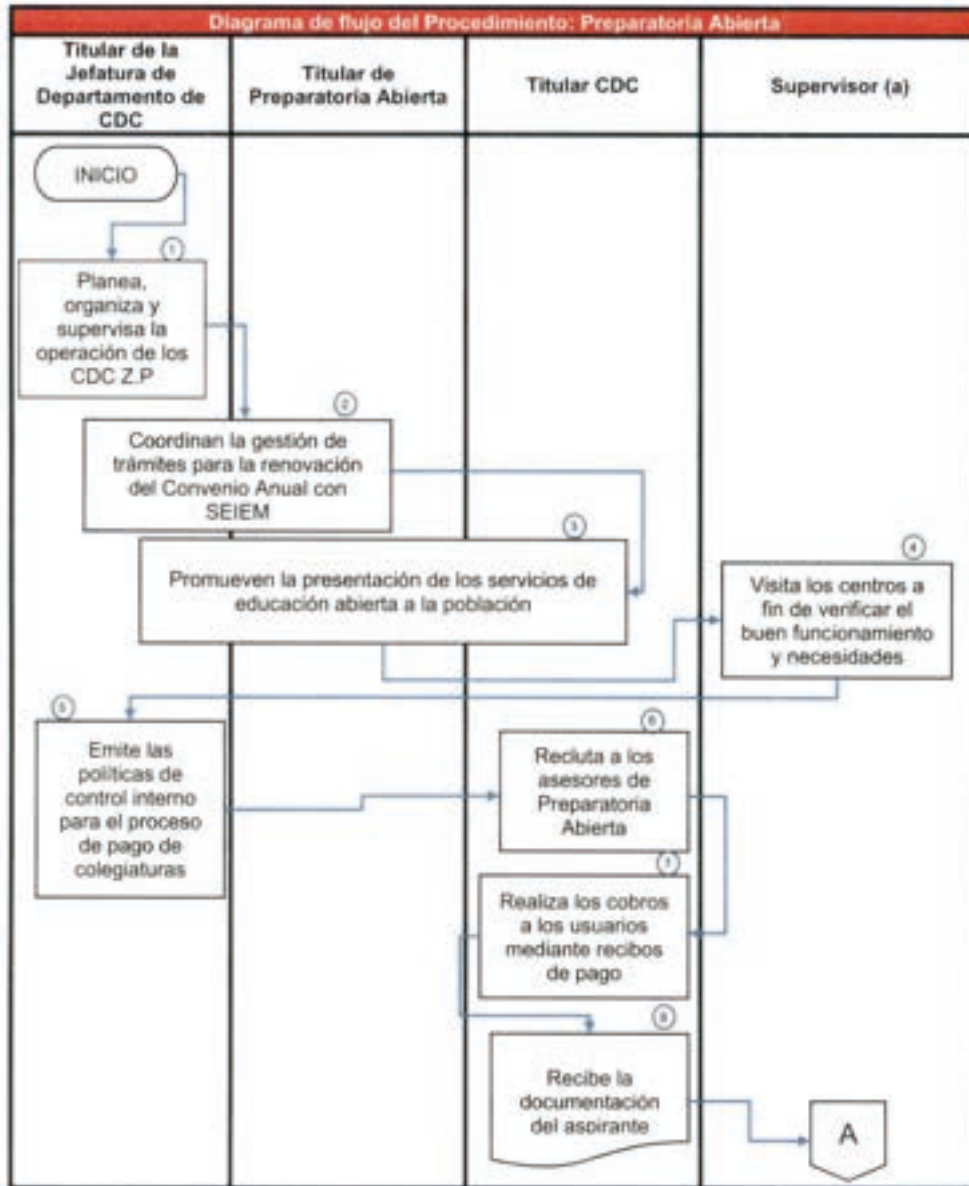 Diagrama de flujo del Procedimiento: Preparatoria Abierta
Titular de la
Jefatura de
Departamento de
CDC
Titular de
Preparatoria Abierta
Titular CDC
Supervisor (a)
INICIO
1
Planea,
organiza y
supervisa la
operación de los
CDC Z.P
2
Coordinan la gestión de
trámites para la renovación
del Convenio Anual con
SEIEM
3
Promueven la presentación de los servicios de
educación abierta a la población
4
Visita los centros a
fin de verificar el
buen funcionamiento
y necesidades
5
Emite las
políticas de
control interno
para el proceso
de pago de
colegiaturas
6
Recluta a los
asesores de
Preparatoria
Abierta
7
Realiza los cobros
a los usuarios
mediante recibos
de pago
8
Recibe la
documentación
del aspirante
A